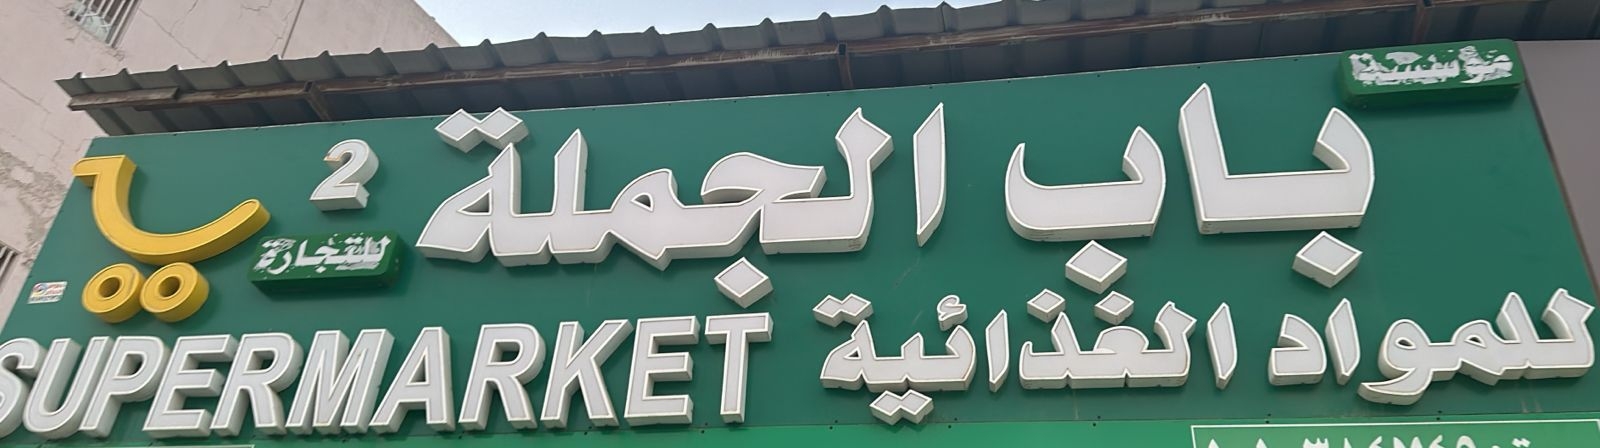 مؤسسة
باب الجملة 2
للتجارة
للمواد الغذائية
SUPERMARKET